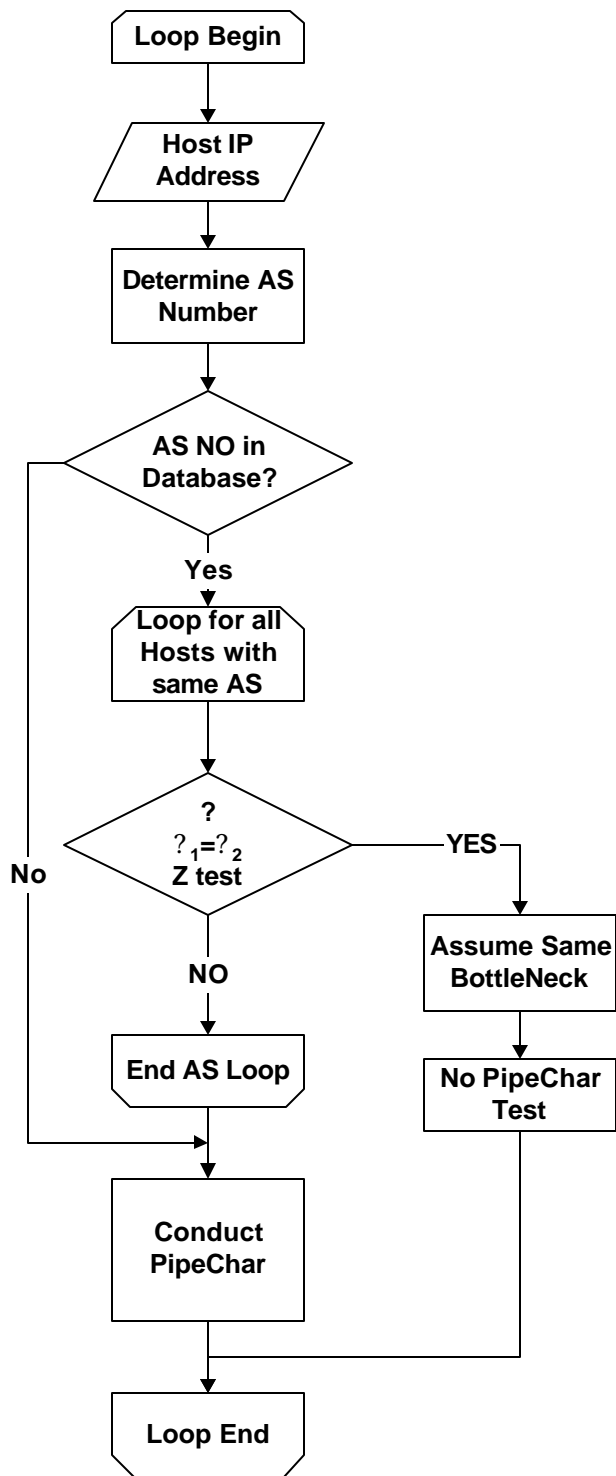 Loop Begin
Host IP
Address
Determine AS
Number
AS NO in
Database?
Yes
Loop for all
Hosts with
same AS
?
?₁=?₂
Z test
YES
No
Assume Same
BottleNeck
NO
End AS Loop
No PipeChar
Test
Conduct
PipeChar
Loop End